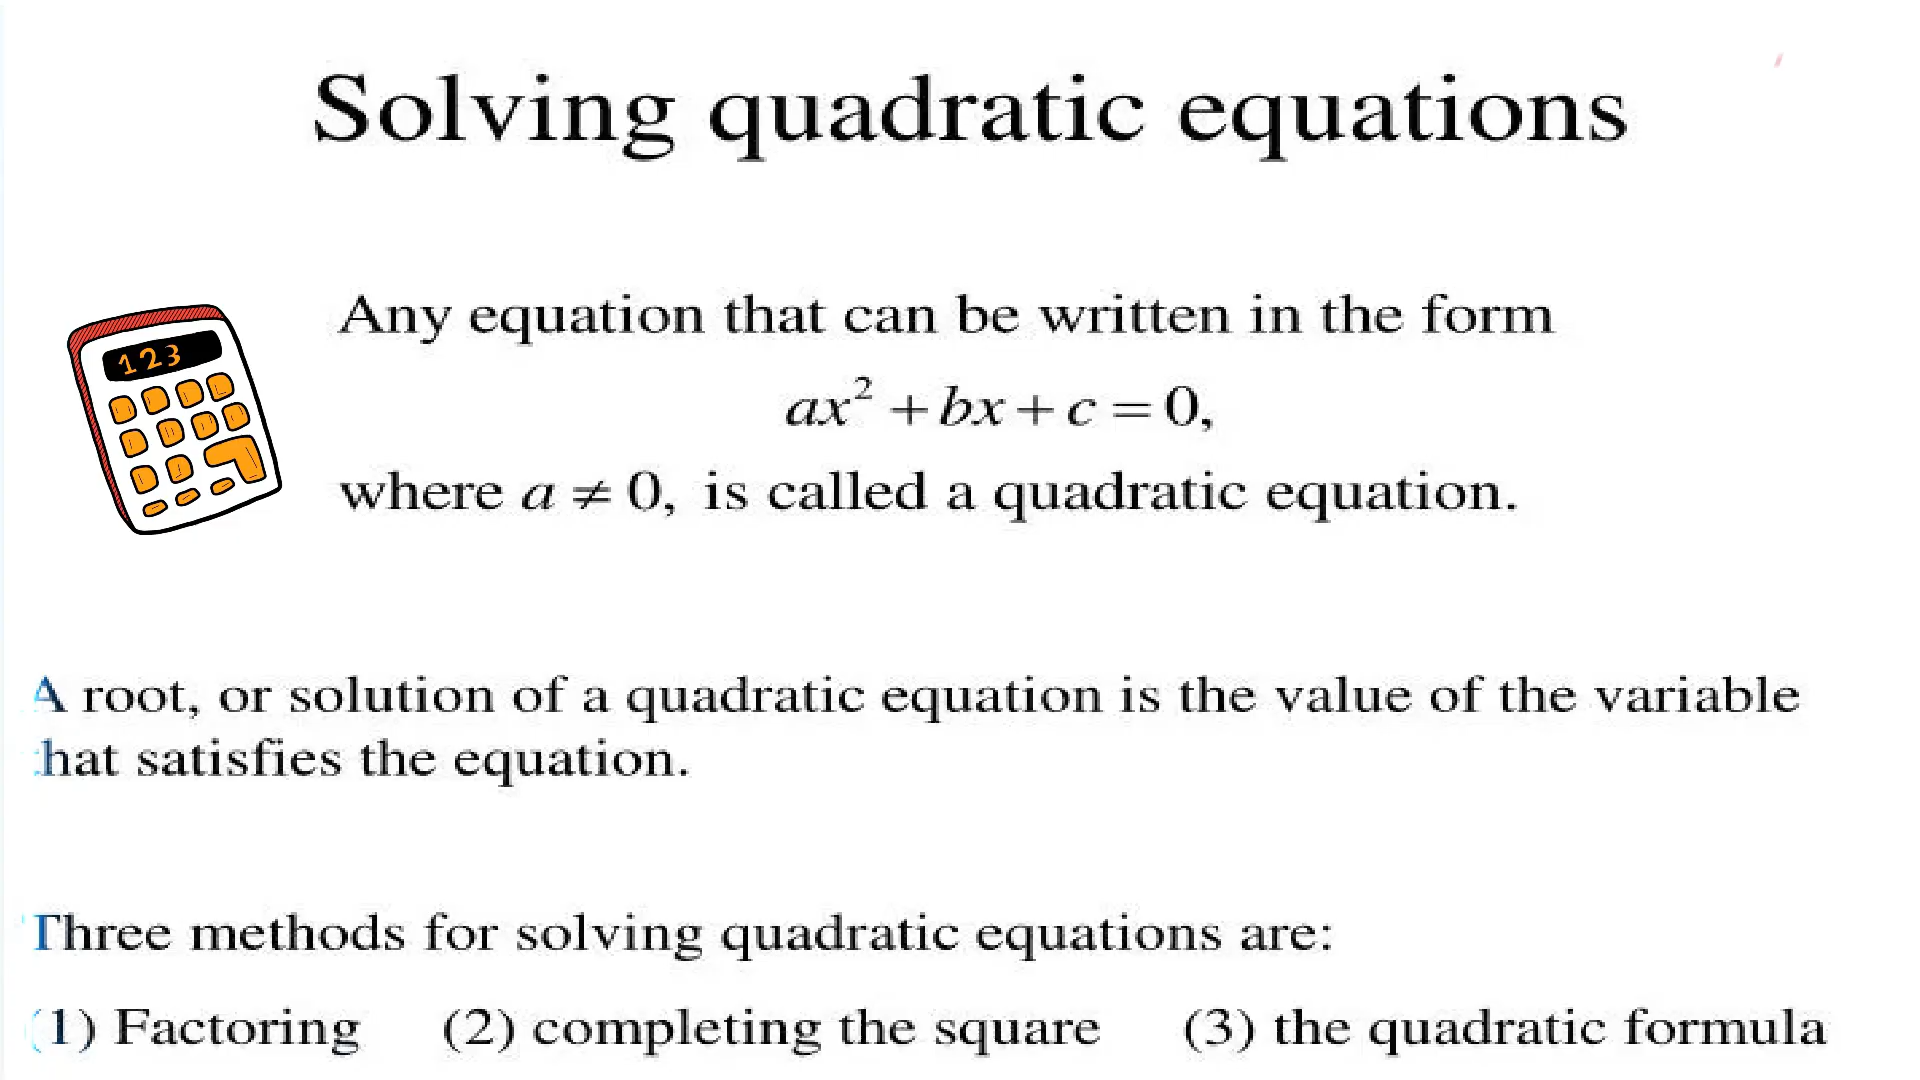 Solving quadratic equations
123
Any equation that can be written in the form
ax² + bx + c = 0,
where a ≠ 0, is called a quadratic equation.
A root, or solution of a quadratic equation is the value of the variable
that satisfies the equation.
Three methods for solving quadratic equations are:
(1) Factoring (2) completing the square (3) the quadratic formula